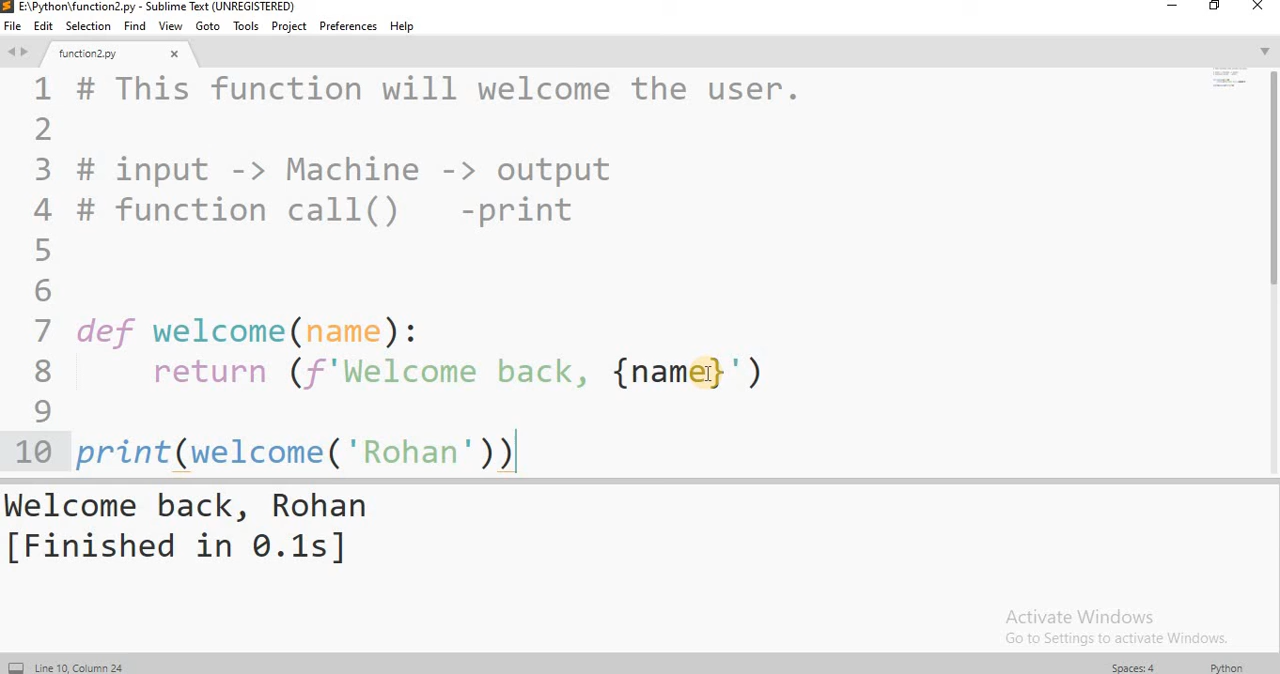 E:\Python\function2.py - Sublime Text (UNREGISTERED)
File Edit Selection Find View Goto Tools Project Preferences Help
function2.py
1 # This function will welcome the user.
2
3 # input -> Machine -> output
4 # function call()   -print
5
6
7 def welcome(name):
8     return (f'Welcome back, {name}')
9
10 print(welcome('Rohan'))
Welcome back, Rohan
[Finished in 0.1s]
Activate Windows
Go to Settings to activate Windows.
Line 10, Column 24 Spaces: 4 Python